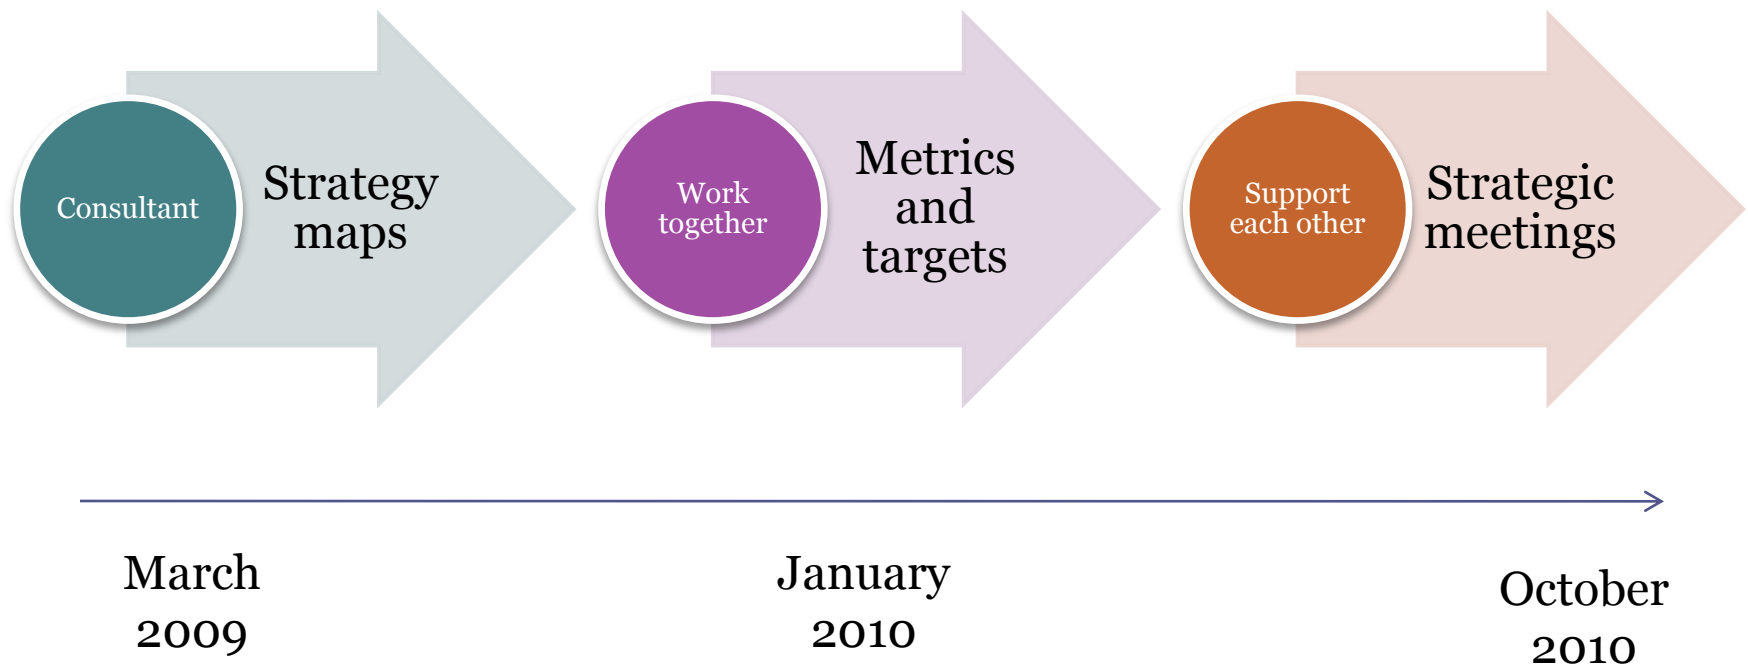 Consultant
Strategy
maps
Work
together
Metrics
and
targets
Support
each other
Strategic
meetings
March
2009
January
2010
October
2010